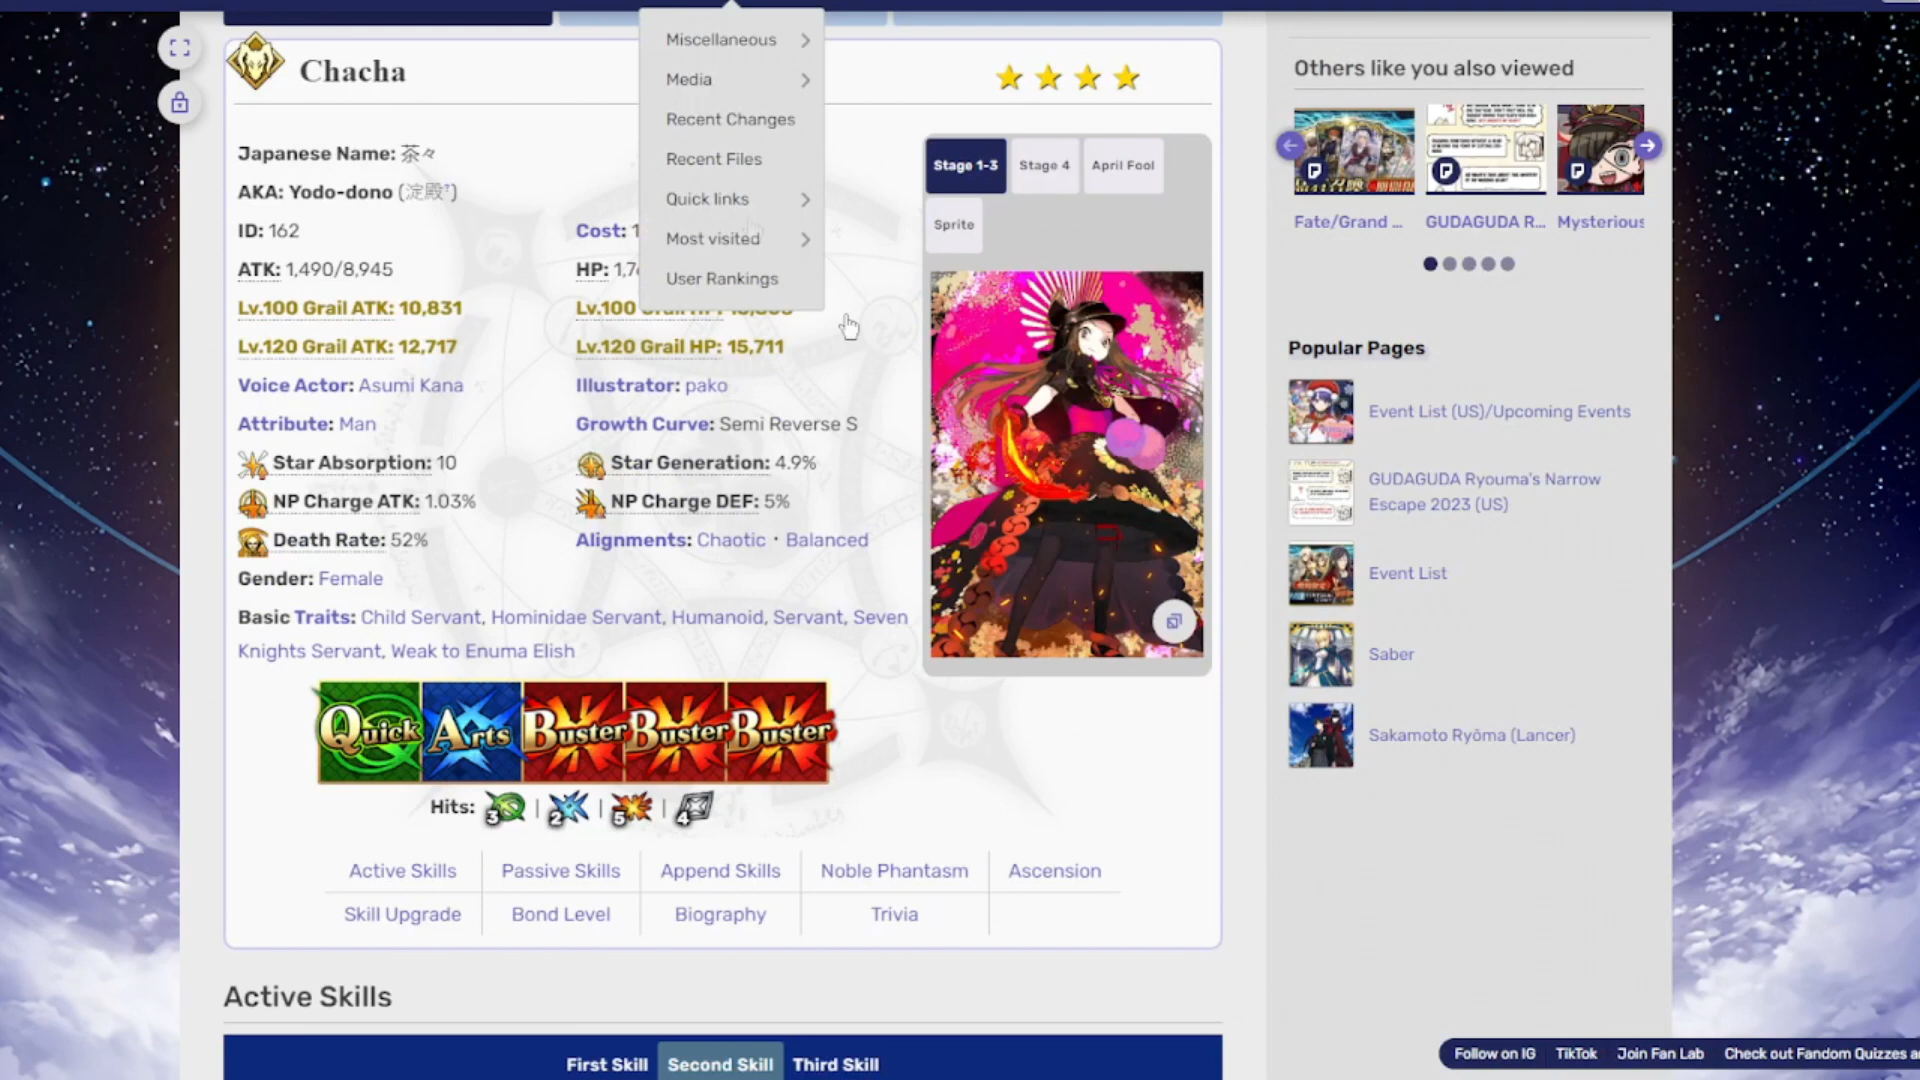 Miscellaneous
Media
Recent Changes
Recent Files
Quick links
Most visited
User Rankings
Chacha
Japanese Name: 茶々
AKA: Yodo-dono (淀殿?)
ID: 162
Cost: 1
ATK: 1,490/8,945
HP: 1,7
Lv.100 Grail ATK: 10,831
Lv.100
Lv.120 Grail ATK: 12,717
Lv.120 Grail HP: 15,711
Voice Actor: Asumi Kana
Illustrator: pako
Attribute: Man
Growth Curve: Semi Reverse S
Star Absorption: 10
Star Generation: 4.9%
NP Charge ATK: 1.03%
NP Charge DEF: 5%
Death Rate: 52%
Alignments: Chaotic・Balanced
Gender: Female
Basic Traits: Child Servant, Hominidae Servant, Humanoid, Servant, Seven
Knights Servant, Weak to Enuma Elish
Quick Arts Buster Buster Buster
Hits: 3 | 2 | 5 | 4
Active Skills
Passive Skills
Append Skills
Noble Phantasm
Ascension
Skill Upgrade
Bond Level
Biography
Trivia
Stage 1-3
Stage 4
April Fool
Sprite
Active Skills
First Skill
Second Skill
Third Skill
Others like you also viewed
Fate/Grand ...
GUDAGUDA R...
Mysterious
Popular Pages
Event List (US)/Upcoming Events
GUDAGUDA Ryouma's Narrow
Escape 2023 (US)
Event List
Saber
Sakamoto Ryōma (Lancer)
Follow on IG
TikTok
Join Fan Lab
Check out Fandom Quizzes a